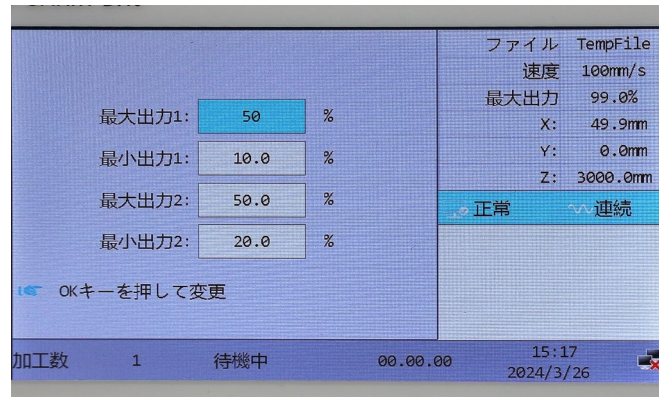 ファイル TempFile
速度 100mm/s
最大出力 99.0%
X: 49.9mm
Y: 0.0mm
Z: 3000.0mm
正常 連続
最大出力1: 50 %
最小出力1: 10.0 %
最大出力2: 50.0 %
最小出力2: 20.0 %
OKキーを押して変更
加工数 1 待機中 00.00.00 15:17
2024/3/26